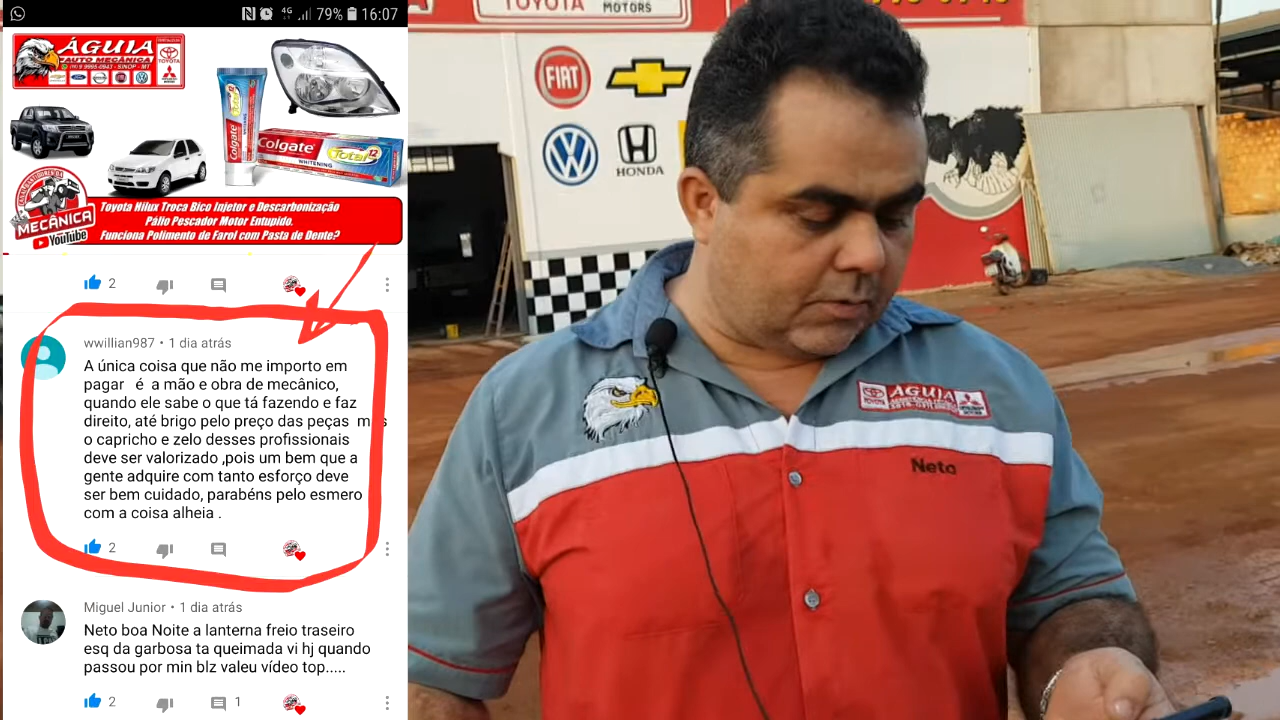 4G 79% 16:07
ÁGUIA
AUTO MECÂNICA
TOYOTA
Colgate
Total 12
Colgate
Total 12
WHITENING
MECÂNICA
YouTube
Toyota Hilux Troca Bico Injetor e Descarbonização
Pálio Pescador Motor Entupido.
Funciona Polimento de Farol com Pasta de Dente?
2
wwillian987 • 1 dia atrás
A única coisa que não me importo em
pagar é a mão e obra de mecânico,
quando ele sabe o que tá fazendo e faz
direito, até brigo pelo preço das peças m s
o capricho e zelo desses profissionais
deve ser valorizado ,pois um bem que a
gente adquire com tanto esforço deve
ser bem cuidado, parabéns pelo esmero
com a coisa alheia .
2
Miguel Junior • 1 dia atrás
Neto boa Noite a lanterna freio traseiro
esq da garbosa ta queimada vi hj quando
passou por min blz valeu vídeo top.....
2 1
TOYOTA
MOTORS
FIAT
HONDA
AGUIA
Neto